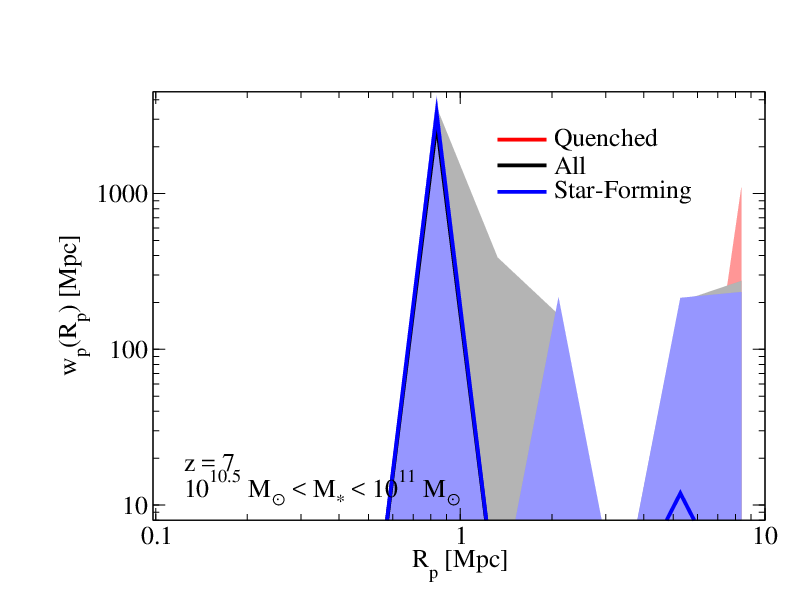 Quenched
All
Star-Forming
1000
100
10
w_p(R_p) [Mpc]
z = 7
10^10.5 M_⊙ < M_* < 10^11 M_⊙
0.1 1 10
R_p [Mpc]